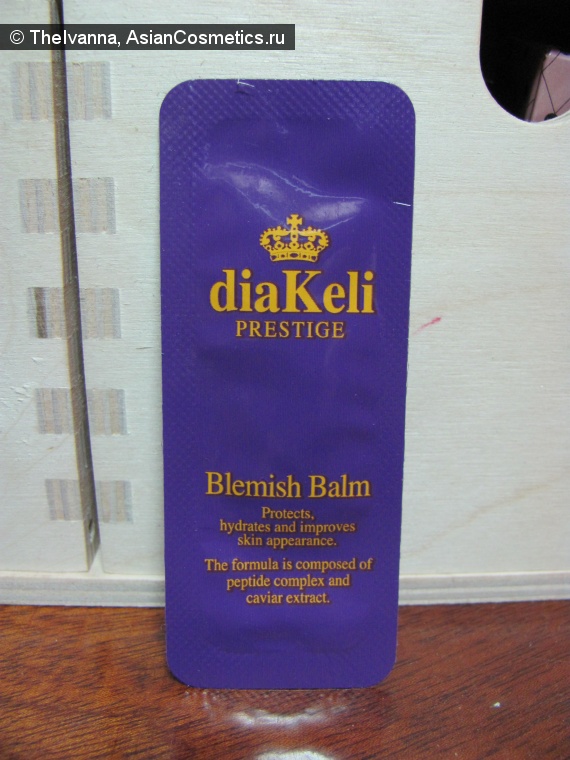 © TheIvanna, AsianCosmetics.ru
diaKeli
PRESTIGE
Blemish Balm
Protects,
hydrates and improves
skin appearance.
The formula is composed of
peptide complex and
caviar extract.